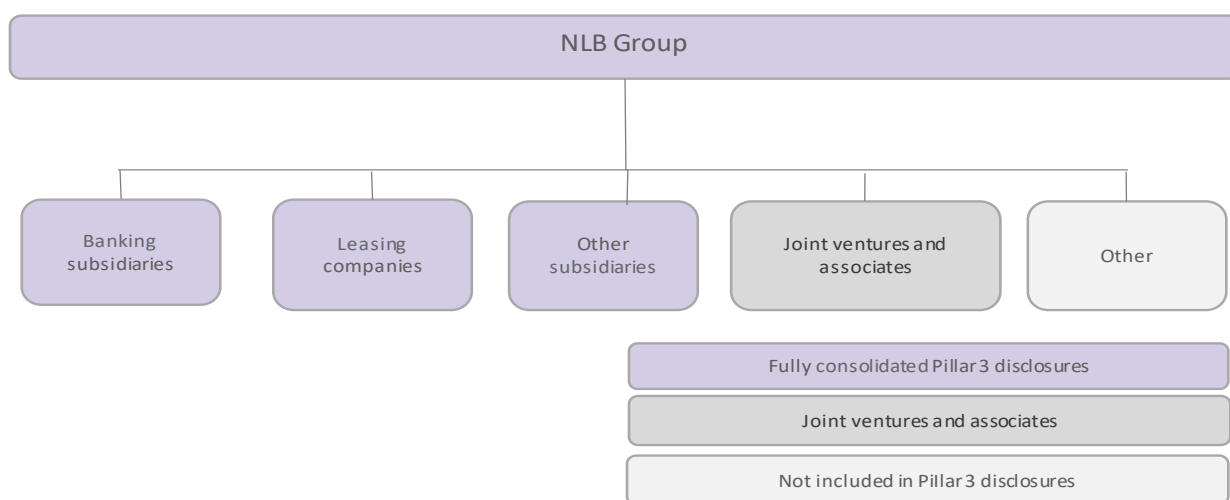 NLB Group
Banking
subsidiaries
Leasing
companies
Other
subsidiaries
Joint ventures and
associates
Other
Fully consolidated Pillar 3 disclosures
Joint ventures and associates
Not included in Pillar 3 disclosures